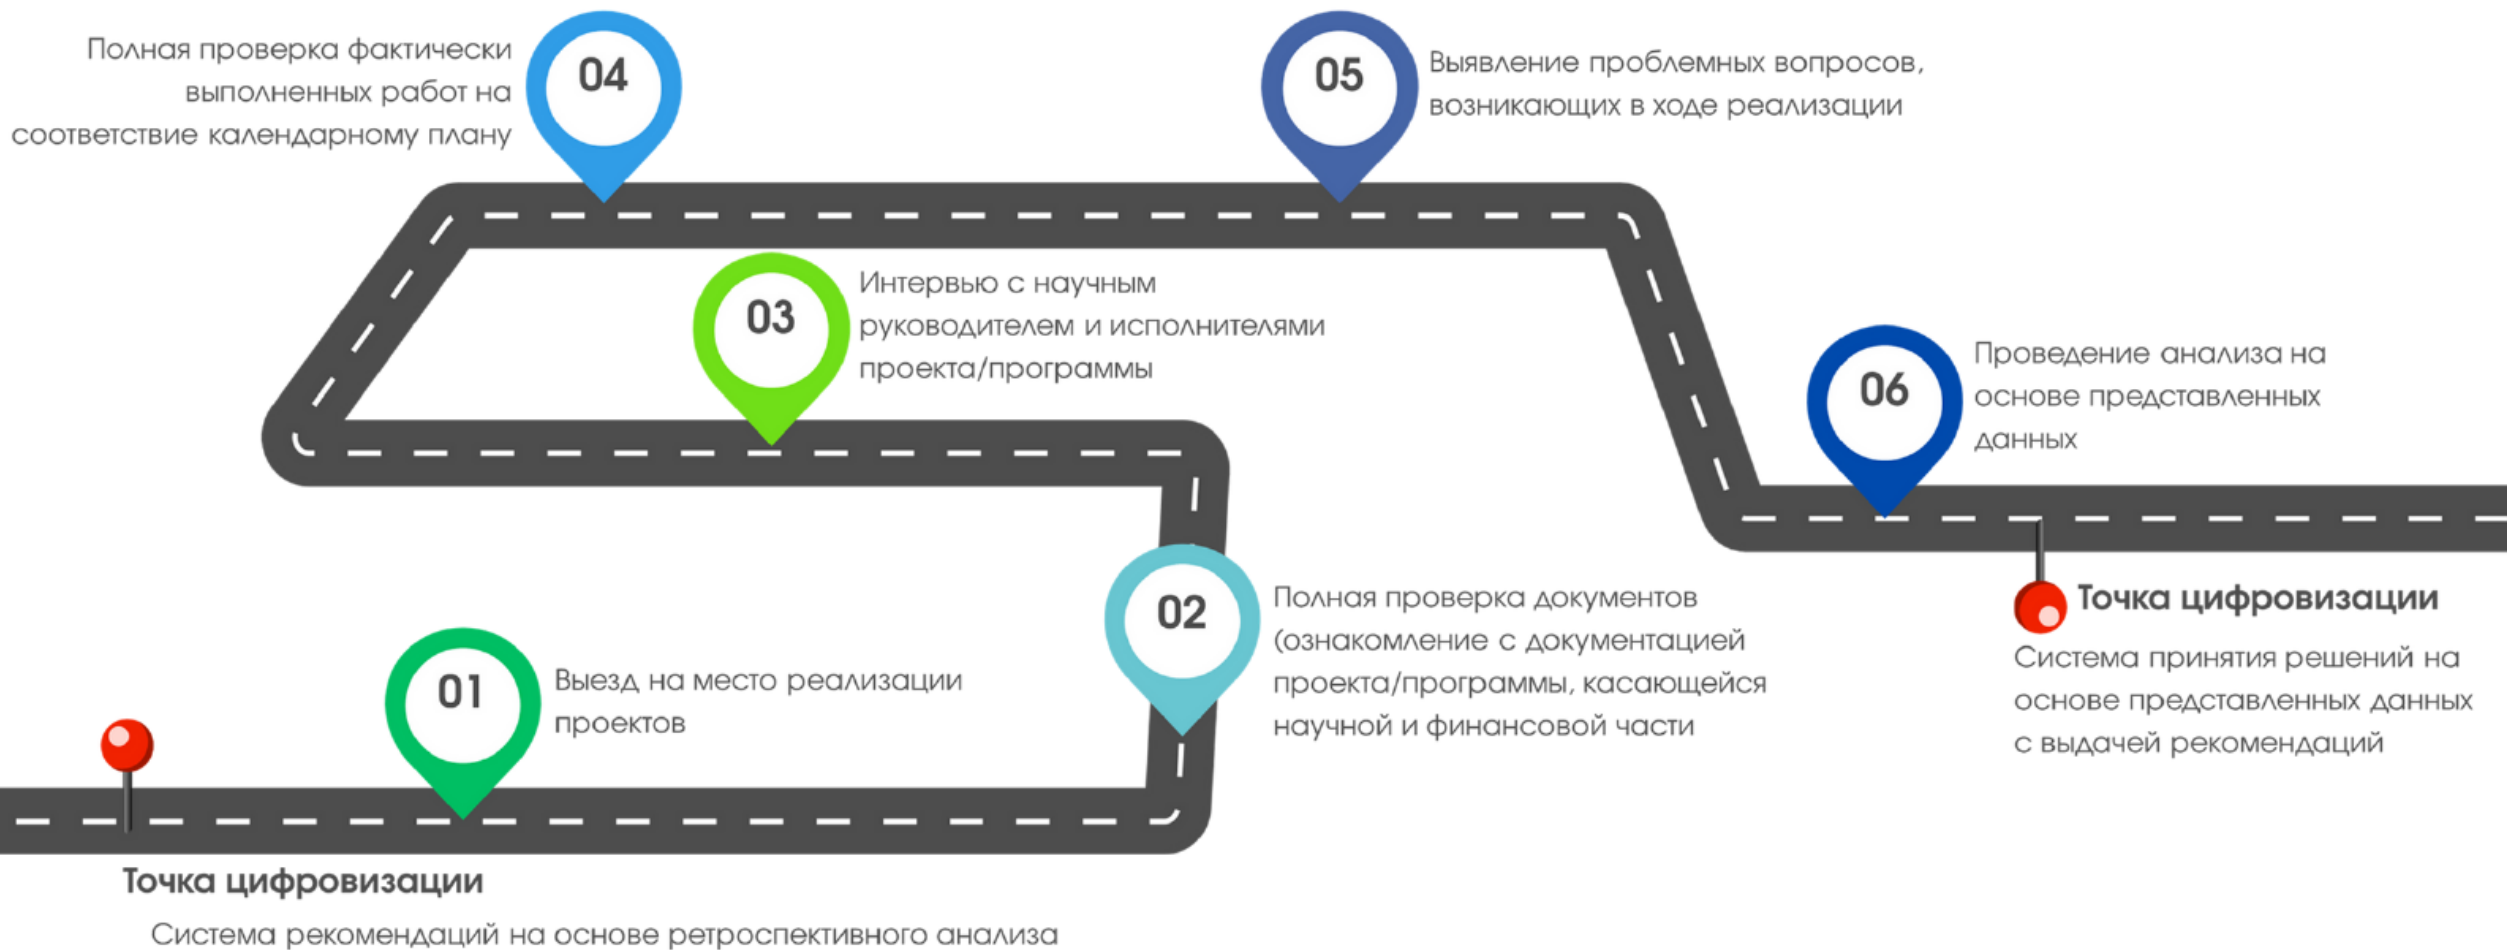 Полная проверка фактически
выполненных работ на
соответствие календарному плану
04
05
Выявление проблемных вопросов,
возникающих в ходе реализации
03
Интервью с научным
руководителем и исполнителями
проекта/программы
06
Проведение анализа на
основе представленных
данных
02
Полная проверка документов
(ознакомление с документацией
проекта/программы, касающейся
научной и финансовой части
Точка цифровизации
Система принятия решений на
основе представленных данных
с выдачей рекомендаций
01
Выезд на место реализации
проектов
Точка цифровизации
Система рекомендаций на основе ретроспективного анализа